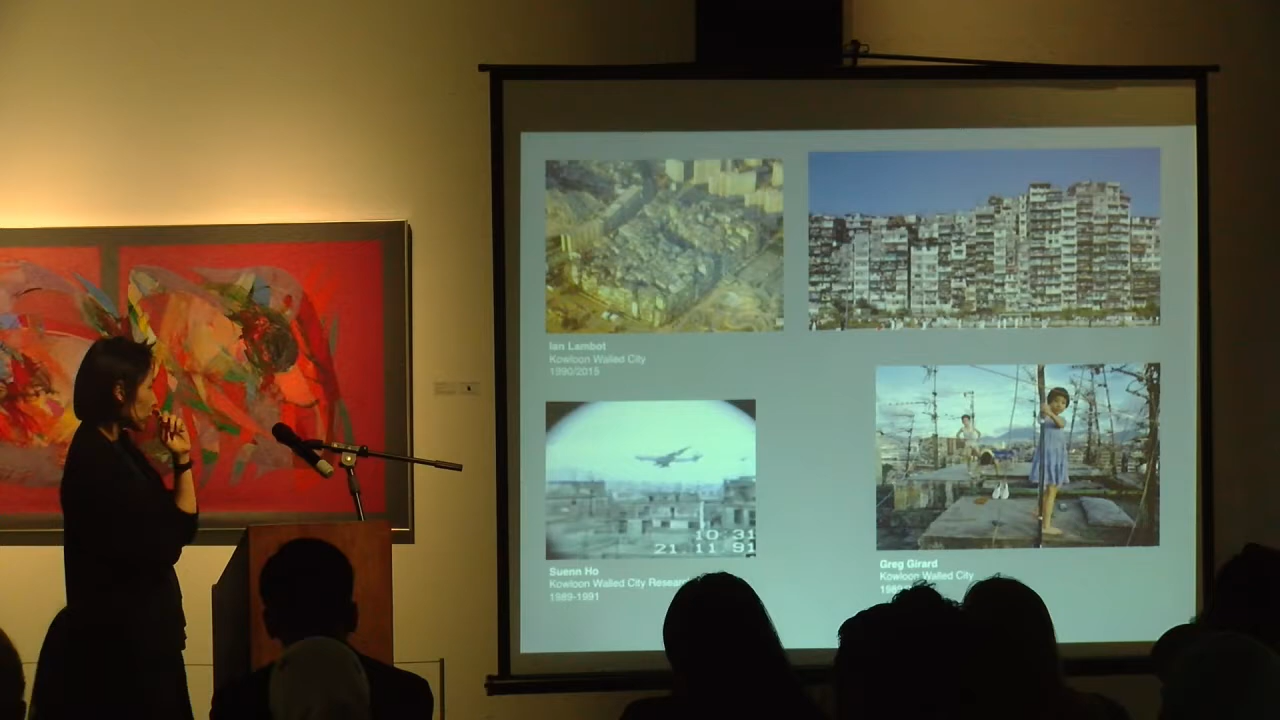 Ian Lambot
Kowloon Walled City
1990/2015
10 31
21 11 91
Suenn Ho
Kowloon Walled City Resear
1989-1991
Greg Girard
Kowloon Walled City